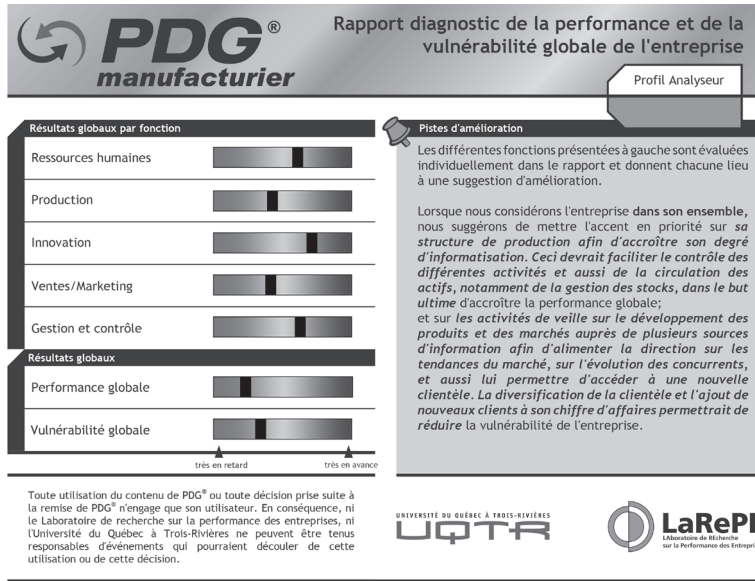 PDG®
manufacturier
Rapport diagnostic de la performance et de la
vulnérabilité globale de l'entreprise
Profil Analyseur
Résultats globaux par fonction
Ressources humaines
Production
Innovation
Ventes/Marketing
Gestion et contrôle
Résultats globaux
Performance globale
Vulnérabilité globale
très en retard
très en avance
Pistes d'amélioration
Les différentes fonctions présentées à gauche sont évaluées
individuellement dans le rapport et donnent chacune lieu
à une suggestion d'amélioration.
Lorsque nous considérons l'entreprise dans son ensemble,
nous suggérons de mettre l'accent en priorité sur sa
structure de production afin d'accroître son degré
d'informatisation. Ceci devrait faciliter le contrôle des
différentes activités et aussi de la circulation des
actifs, notamment de la gestion des stocks, dans le but
ultime d'accroître la performance globale;
et sur les activités de veille sur le développement des
produits et des marchés auprès de plusieurs sources
d'information afin d'alimenter la direction sur les
tendances du marché, sur l'évolution des concurrents,
et aussi lui permettre d'accéder à une nouvelle
clientèle. La diversification de la clientèle et l'ajout de
nouveaux clients à son chiffre d'affaires permettrait de
réduire la vulnérabilité de l'entreprise.
Toute utilisation du contenu de PDG® ou toute décision prise suite à
la remise de PDG® n'engage que son utilisateur. En conséquence, ni
le Laboratoire de recherche sur la performance des entreprises, ni
l'Université du Québec à Trois-Rivières ne peuvent être tenus
responsables d'événements qui pourraient découler de cette
utilisation ou de cette décision.
UNIVERSITÉ DU QUÉBEC À TROIS-RIVIÈRES
UQTR
LaRePE
LAboratoire de REcherche
sur la Performance des Entrepri